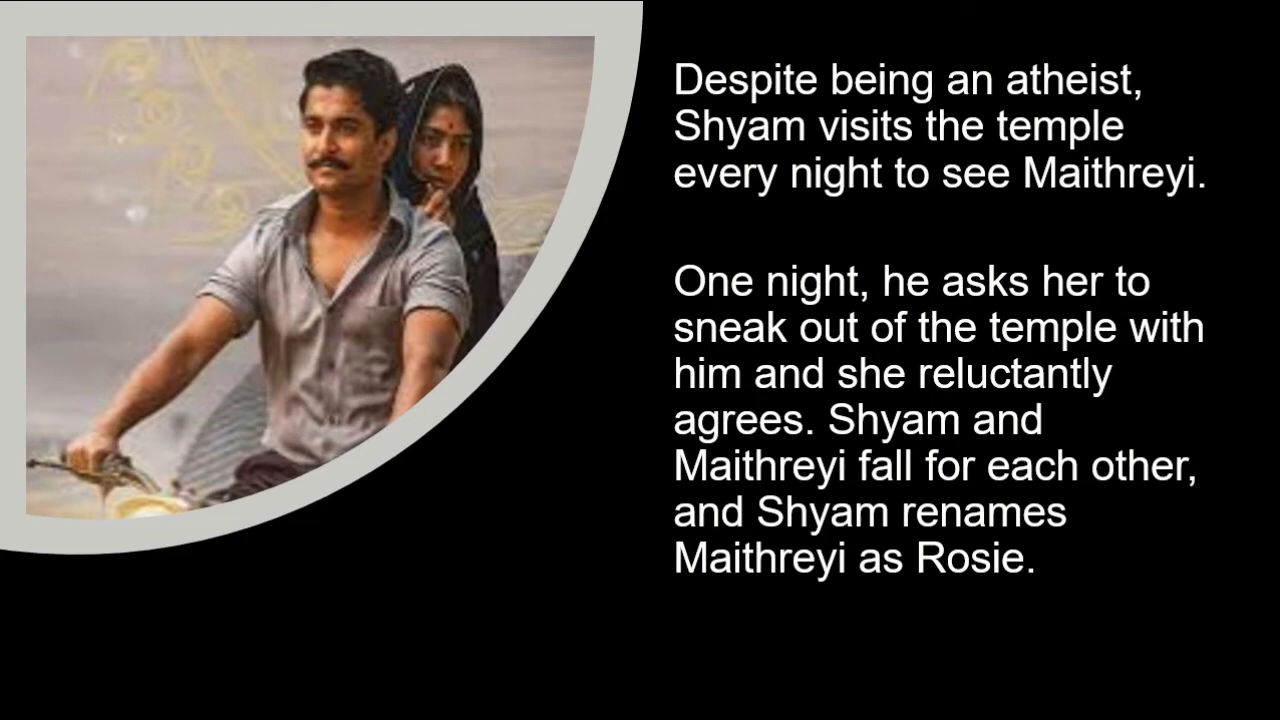 Despite being an atheist,
Shyam visits the temple
every night to see Maithreyi.
One night, he asks her to
sneak out of the temple with
him and she reluctantly
agrees. Shyam and
Maithreyi fall for each other,
and Shyam renames
Maithreyi as Rosie.